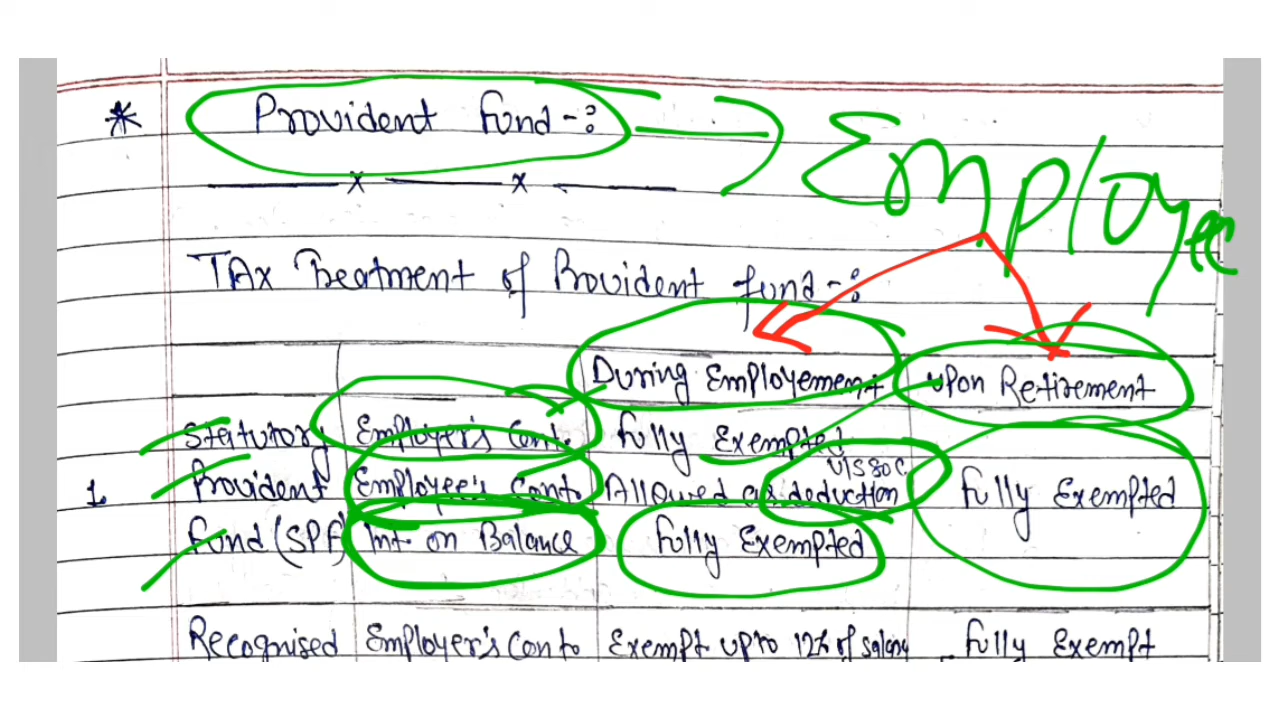 * Provident fund -:
Employee
x x
TAx Treatment of Provident fund -:
During Employement upon Retirement
Statutory Employer's Cont. fully Exempted
U/S 80 C
1. Provident Employee's Cont. Allowed as deduction fully Exempted
fund (SPF) Int on Balance fully Exempted
Recognised Employer's Cont. Exempt upto 12% of salary fully Exempt